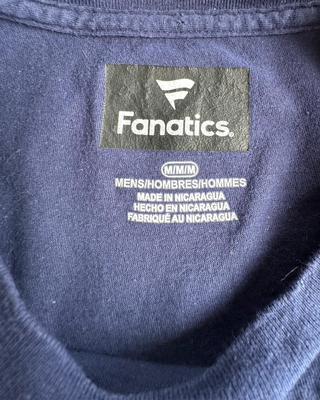 Fanatics.
M/M/M
MENS/HOMBRES/HOMMES
MADE IN NICARAGUA
HECHO EN NICARAGUA
FABRIQUÉ AU NICARAGUA